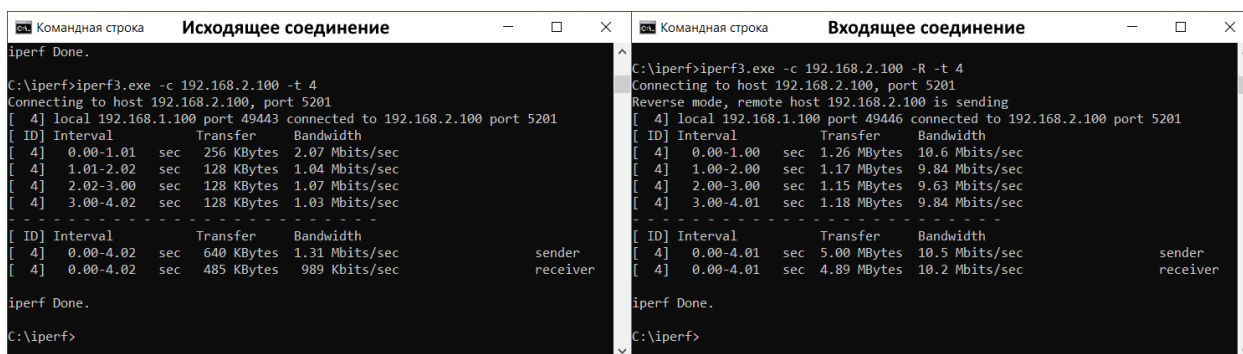 Командная строка
Исходящее соединение
iperf Done.
C:\iperf>iperf3.exe -c 192.168.2.100 -t 4
Connecting to host 192.168.2.100, port 5201
[  4] local 192.168.1.100 port 49443 connected to 192.168.2.100 port 5201
[ ID] Interval           Transfer     Bandwidth
[  4]   0.00-1.01   sec   256 KBytes  2.07 Mbits/sec
[  4]   1.01-2.02   sec   128 KBytes  1.04 Mbits/sec
[  4]   2.02-3.00   sec   128 KBytes  1.07 Mbits/sec
[  4]   3.00-4.02   sec   128 KBytes  1.03 Mbits/sec
- - - - - - - - - - - - - - - - - - - - - - - - -
[ ID] Interval           Transfer     Bandwidth
[  4]   0.00-4.02   sec   640 KBytes  1.31 Mbits/sec                  sender
[  4]   0.00-4.02   sec   485 KBytes   989 Kbits/sec                  receiver
iperf Done.
C:\iperf>
Командная строка
Входящее соединение
C:\iperf>iperf3.exe -c 192.168.2.100 -R -t 4
Connecting to host 192.168.2.100, port 5201
Reverse mode, remote host 192.168.2.100 is sending
[  4] local 192.168.1.100 port 49446 connected to 192.168.2.100 port 5201
[ ID] Interval           Transfer     Bandwidth
[  4]   0.00-1.00   sec  1.26 MBytes  10.6 Mbits/sec
[  4]   1.00-2.00   sec  1.17 MBytes  9.84 Mbits/sec
[  4]   2.00-3.00   sec  1.15 MBytes  9.63 Mbits/sec
[  4]   3.00-4.01   sec  1.18 MBytes  9.84 Mbits/sec
- - - - - - - - - - - - - - - - - - - - - - - - -
[ ID] Interval           Transfer     Bandwidth
[  4]   0.00-4.01   sec  5.00 MBytes  10.5 Mbits/sec                  sender
[  4]   0.00-4.01   sec  4.89 MBytes  10.2 Mbits/sec                  receiver
iperf Done.
C:\iperf>